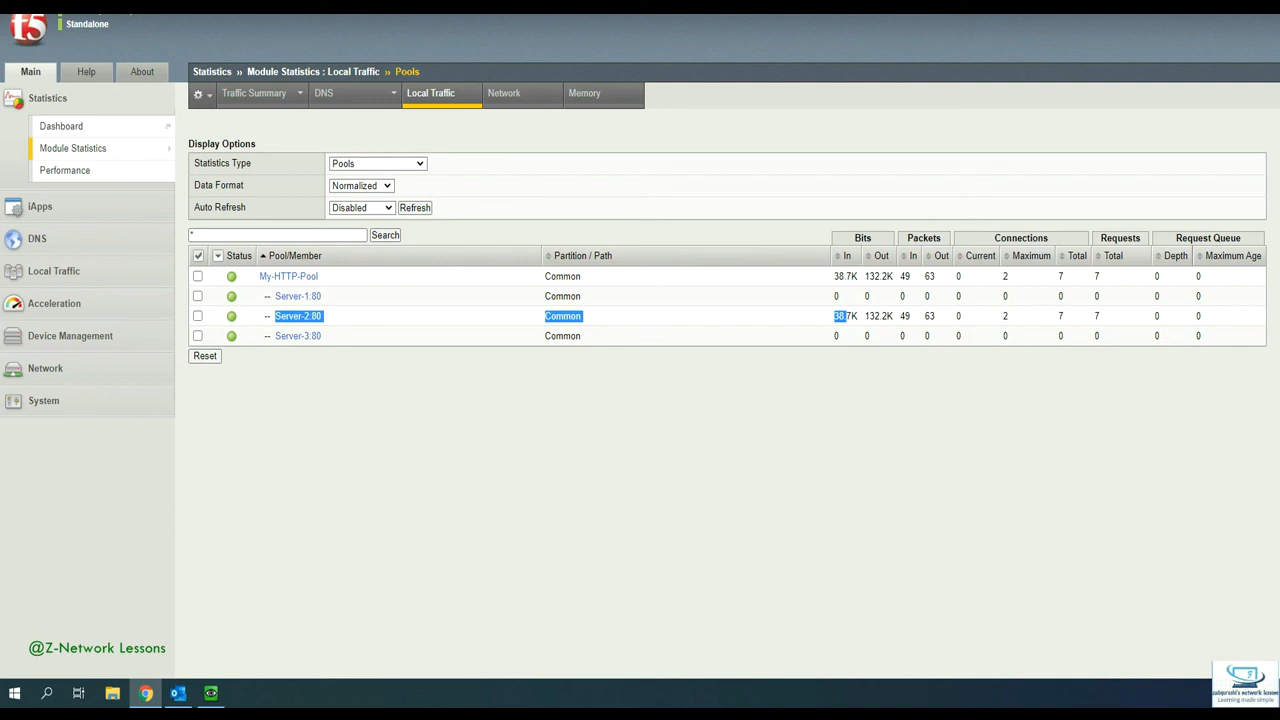 f5
Standalone
Main Help About
Statistics
Dashboard
Module Statistics
Performance
iApps
DNS
Local Traffic
Acceleration
Device Management
Network
System
@Z-Network Lessons
Statistics ›› Module Statistics : Local Traffic ›› Pools
Traffic Summary DNS Local Traffic Network Memory
Display Options
Statistics Type Pools
Data Format Normalized
Auto Refresh Disabled Refresh
* Search
Bits Packets Connections Requests Request Queue
Status Pool/Member Partition / Path In Out In Out Current Maximum Total Total Depth Maximum Age
My-HTTP-Pool Common 38.7K 132.2K 49 63 0 2 7 7 0 0
-- Server-1:80 Common 0 0 0 0 0 0 0 0 0 0
-- Server-2:80 Common 38.7K 132.2K 49 63 0 2 7 7 0 0
-- Server-3:80 Common 0 0 0 0 0 0 0 0 0 0
Reset
zubqurashi's network lessons
Learning made simple